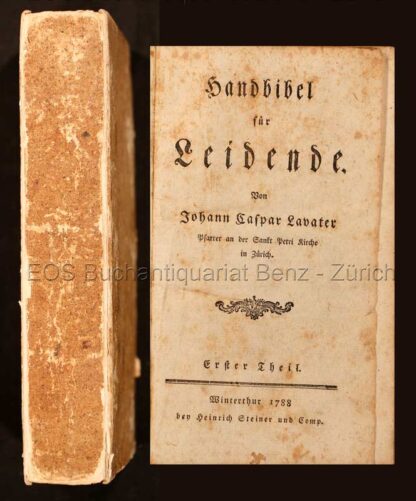 Handbibel
für
Leidende.
Von
Johann Caspar Lavater
Pfarrer an der Sankt Petri Kirche
in Zürich.
EOS Buchantiquariat Benz - Zürich
Erster Theil.
Winterthur 1788
bey Heinrich Steiner und Comp.